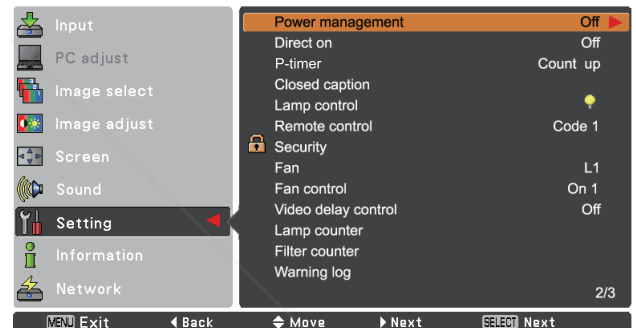 Input
PC adjust
Image select
Image adjust
Screen
Sound
Setting
Information
Network
Power management Off
Direct on Off
P-timer Count up
Closed caption
Lamp control
Remote control Code 1
Security
Fan L1
Fan control On 1
Video delay control Off
Lamp counter
Filter counter
Warning log
2/3
MENU Exit Back Move Next SELECT Next